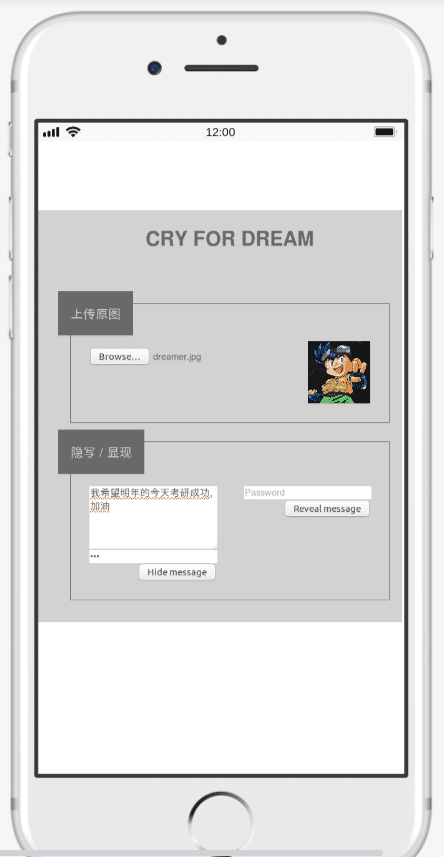 12:00
CRY FOR DREAM
上传原图
Browse... dreamer.jpg
隐写 / 显现
我希望明年的今天考研成功,
加油
•••
Hide message
Password
Reveal message